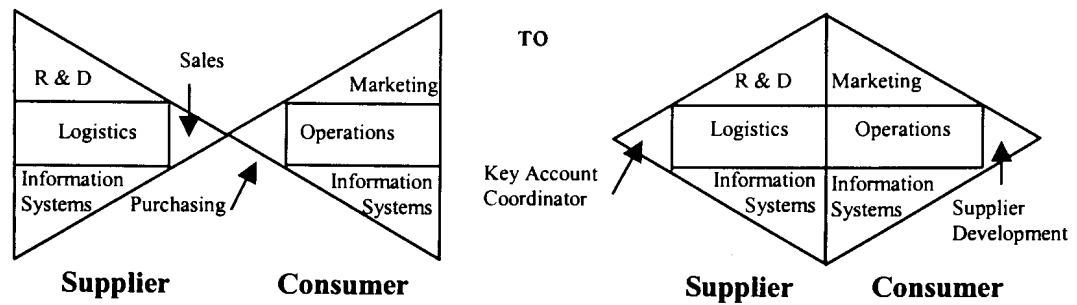 Sales
R & D
Marketing
Logistics
Operations
Information
Systems
Purchasing
Information
Systems
Supplier
Consumer
TO
R & D
Marketing
Logistics
Operations
Key Account
Coordinator
Information
Systems
Information
Systems
Supplier
Development
Supplier
Consumer